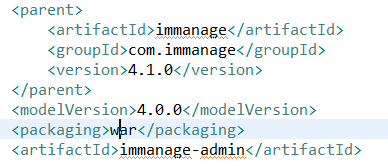 <parent>
<artifactId>immanage</artifactId>
<groupId>com.immanage</groupId>
<version>4.1.0</version>
</parent>
<modelVersion>4.0.0</modelVersion>
<packaging>war</packaging>
<artifactId>immanage-admin</artifactId>